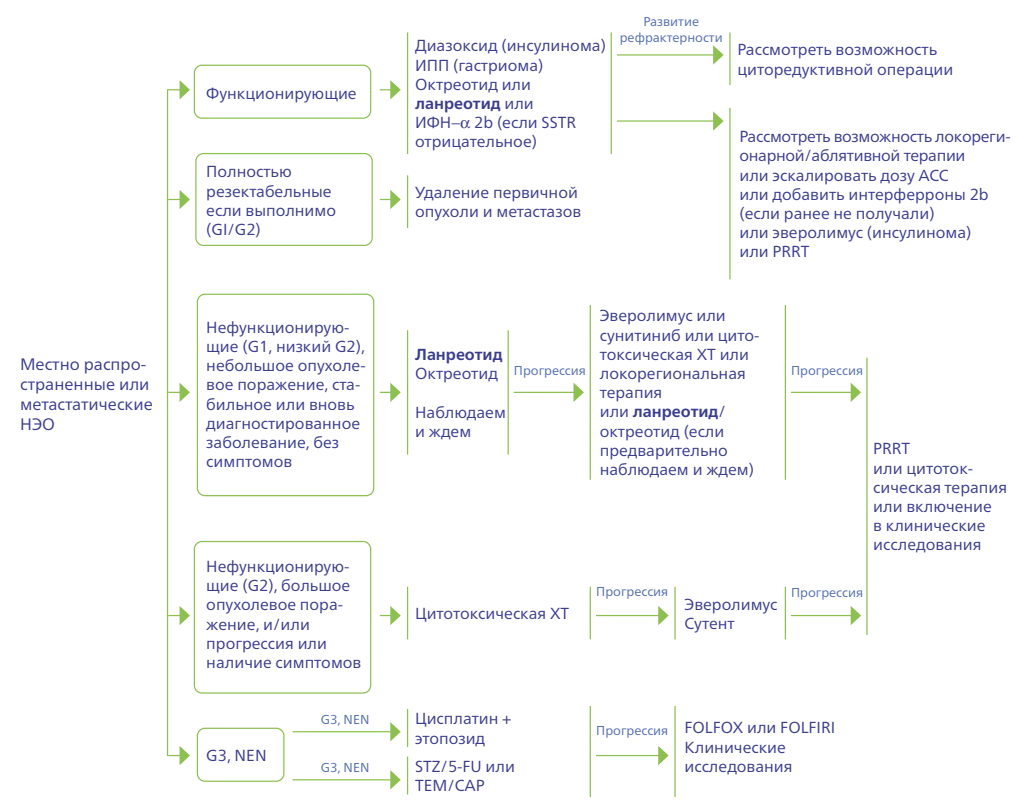 Местно распро-
страненные или
метастатические
НЭО
Функционирующие
Диазоксид (инсулинома)
ИПП (гастриома)
Октреотид или
ланреотид или
ИФН–α 2b (если SSTR
отрицательное)
Развитие
рефрактерности
Рассмотреть возможность
циторедуктивной операции
Рассмотреть возможность локореги-
онарной/аблятивной терапии
или эскалировать дозу АСС
или добавить интерфероны 2b
(если ранее не получали)
или эверолимус (инсулинома)
или PRRT
Полностью
резектабельные
если выполнимо
(GI/G2)
Удаление первичной
опухоли и метастазов
Нефункционирую-
щие (G1, низкий G2),
небольшое опухоле-
вое поражение, ста-
бильное или вновь
диагностированное
заболевание, без
симптомов
Ланреотид
Октреотид
Наблюдаем
и ждем
Прогрессия
Эверолимус или
сунитиниб или цито-
токсическая ХТ или
локорегиональная
терапия
или ланреотид/
октреотид (если
предварительно
наблюдаем и ждем)
Прогрессия
PRRT
или цитоток-
сическая терапия
или включение
в клинические
исследования
Нефункционирую-
щие (G2), большое
опухолевое пора-
жение, и/или
прогрессия или
наличие симптомов
Цитотоксическая ХТ
Прогрессия
Эверолимус
Сутент
Прогрессия
G3, NEN
G3, NEN
Цисплатин +
этопозид
G3, NEN
STZ/5-FU или
TEM/CAP
Прогрессия
FOLFOX или FOLFIRI
Клинические
исследования